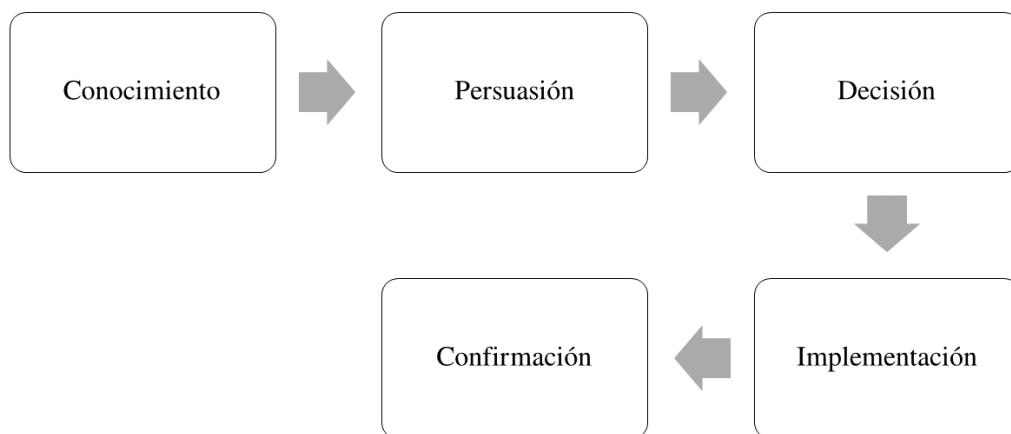 Conocimiento
Persuasión
Decisión
Implementación
Confirmación